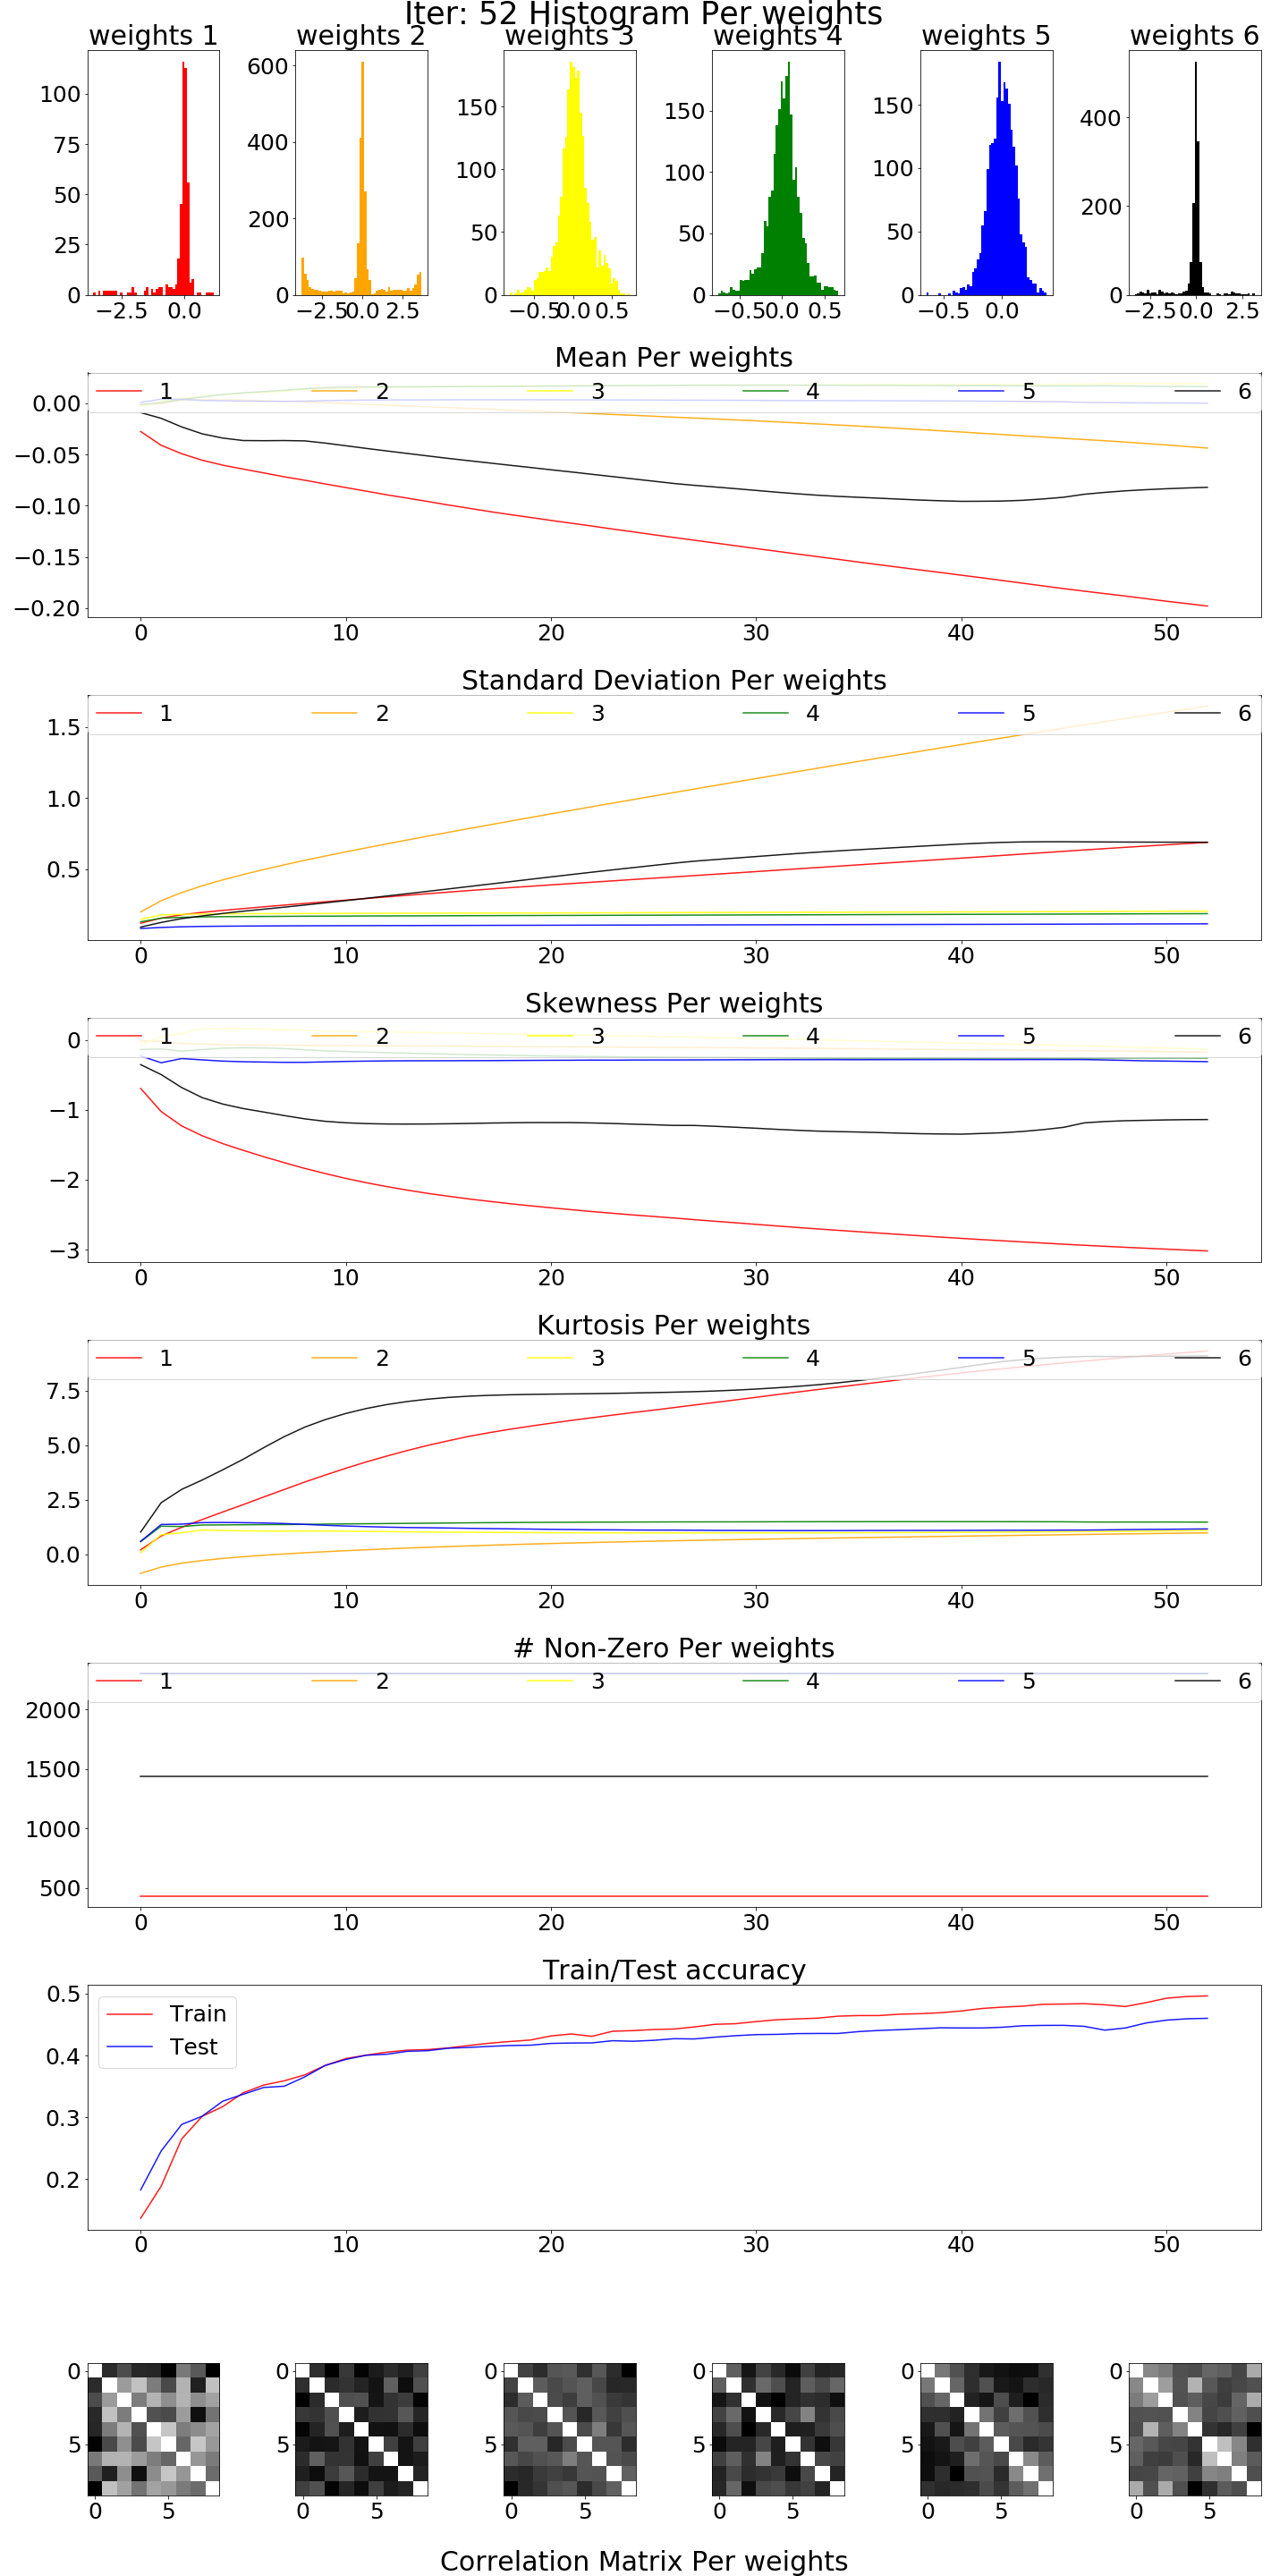 Iter: 52 Histogram Per weights
weights 1 weights 2 weights 3 weights 4 weights 5 weights 6
100 75 50 25 0
−2.5 0.0
600 400 200 0
−2.5 0.0 2.5
150 100 50 0
−0.5 0.0 0.5
150 100 50 0
−0.5 0.0 0.5
150 100 50 0
−0.5 0.0
400 200 0
−2.5 0.0 2.5
Mean Per weights
1 2 3 4 5 6
0.00
−0.05
−0.10
−0.15
−0.20
0 10 20 30 40 50
Standard Deviation Per weights
1 2 3 4 5 6
1.5
1.0
0.5
0 10 20 30 40 50
Skewness Per weights
1 2 3 4 5 6
0
−1
−2
−3
0 10 20 30 40 50
Kurtosis Per weights
1 2 3 4 5 6
7.5
5.0
2.5
0.0
0 10 20 30 40 50
# Non-Zero Per weights
1 2 3 4 5 6
2000
1500
1000
500
0 10 20 30 40 50
Train/Test accuracy
0.5
Train
Test
0.4
0.3
0.2
0 10 20 30 40 50
0 0 0 0 0 0
5 5 5 5 5 5
0 5 0 5 0 5 0 5 0 5 0 5
Correlation Matrix Per weights